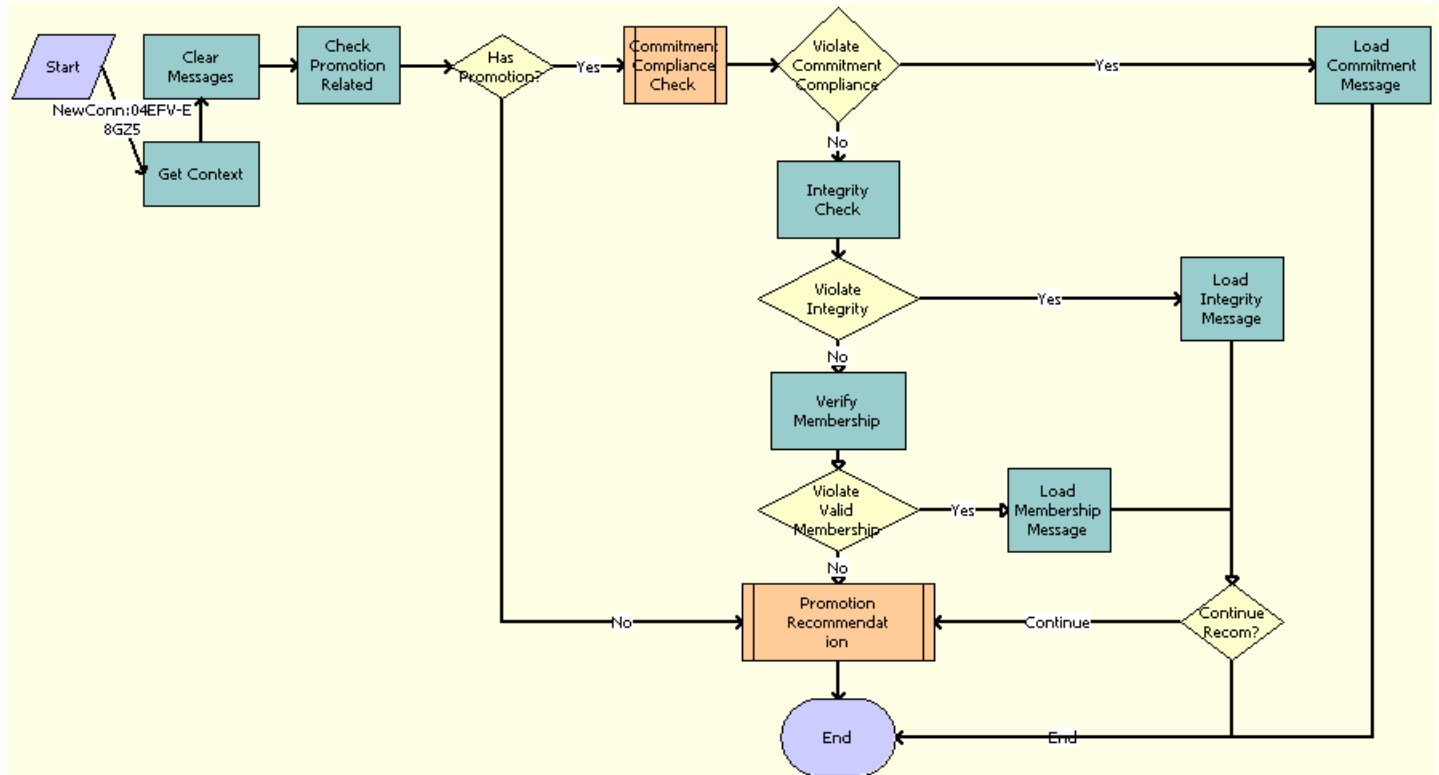 Start
NewConn:04EFV-E
8GZ5
Get Context
Clear
Messages
Check
Promotion
Related
Has
Promotion?
Yes
Commitment
Compliance
Check
Violate
Commitment
Compliance
Yes
Load
Commitment
Message
No
Integrity
Check
Violate
Integrity
Yes
Load
Integrity
Message
No
Verify
Membership
Violate
Valid
Membership
Yes
Load
Membership
Message
No
No
Promotion
Recommendat
ion
Continue
Continue
Recom?
End
End